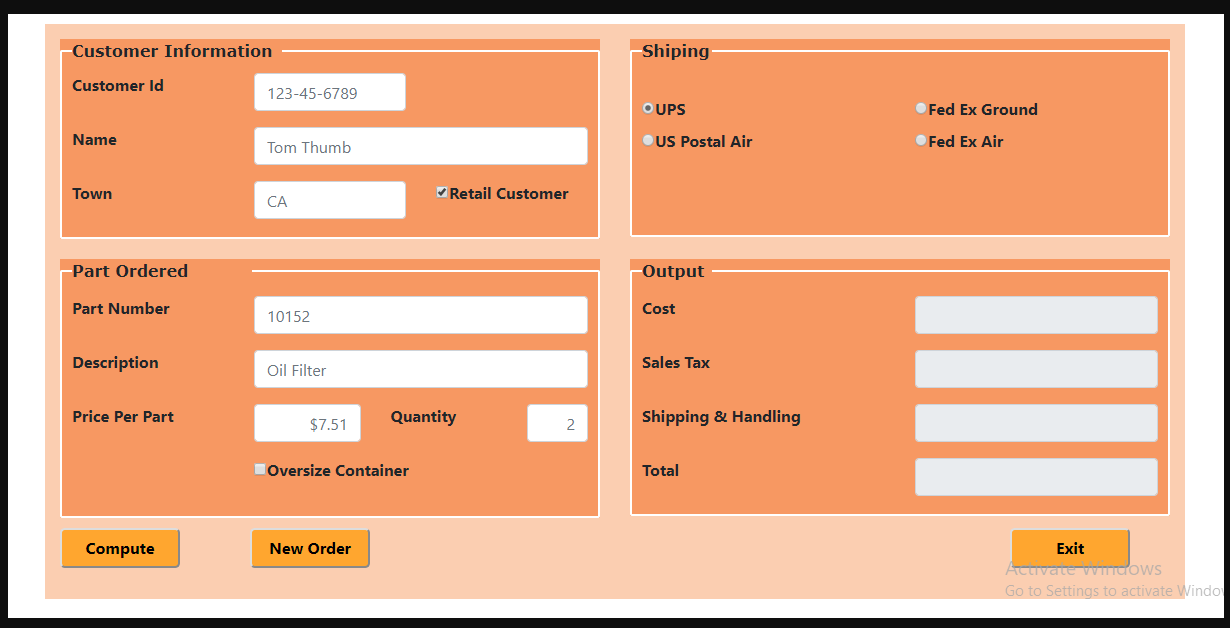 Customer Information
Customer Id
123-45-6789
Name
Tom Thumb
Town
CA
Retail Customer
Shiping
UPS
Fed Ex Ground
US Postal Air
Fed Ex Air
Part Ordered
Part Number
10152
Description
Oil Filter
Price Per Part
$7.51
Quantity
2
Oversize Container
Output
Cost
Sales Tax
Shipping & Handling
Total
Compute
New Order
Exit
Activate Windows
Go to Settings to activate Window